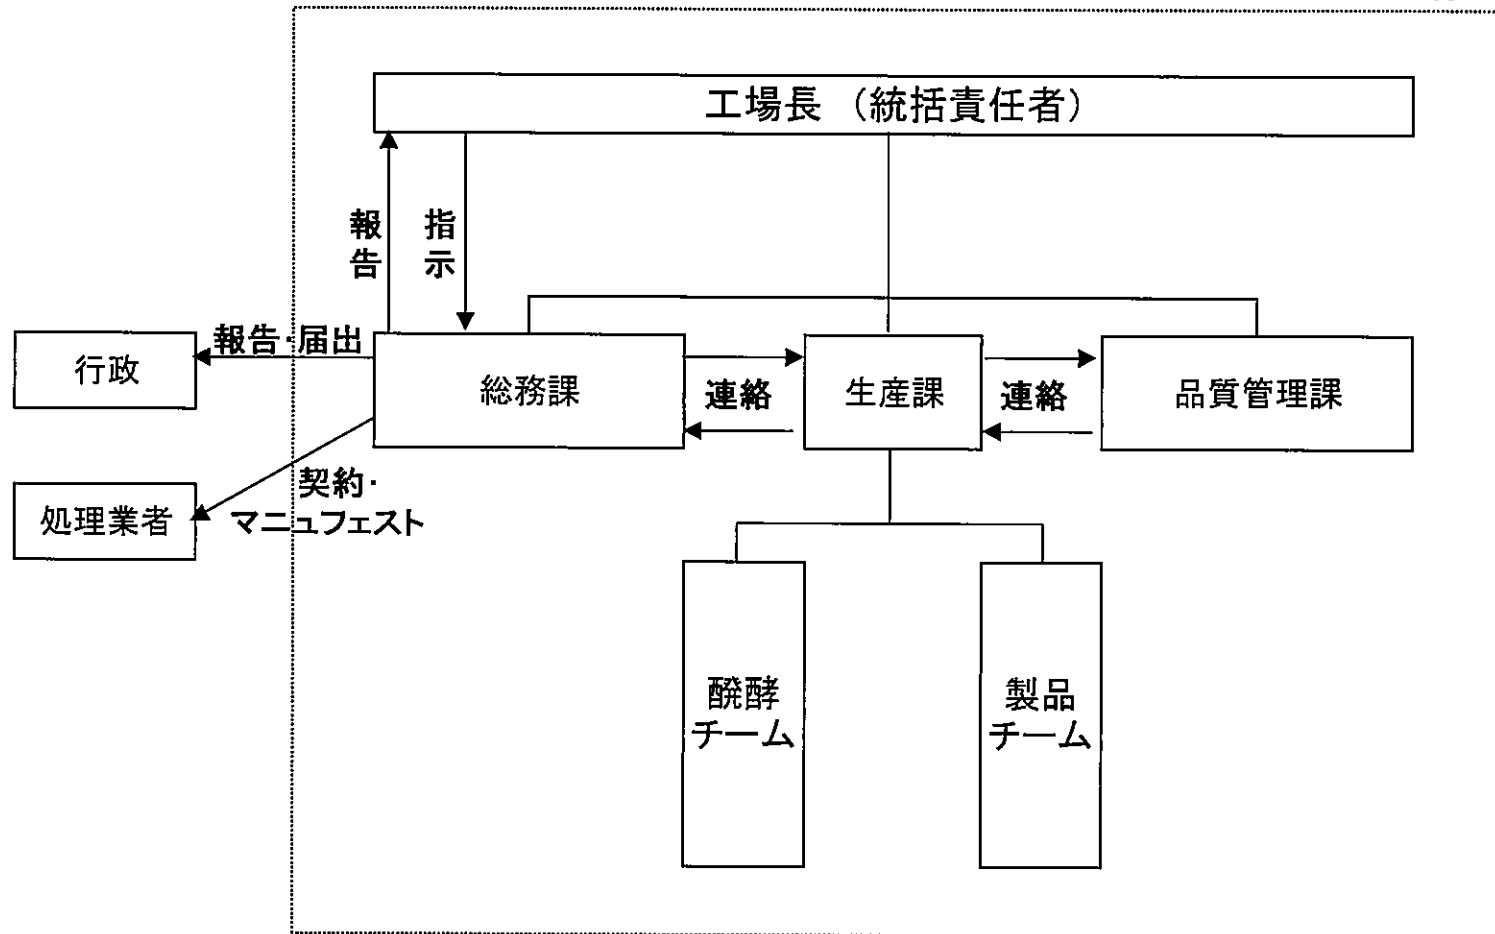 工場長 (統括責任者)
報告
指示
報告・届出
行政
総務課
連絡
生産課
連絡
品質管理課
処理業者
契約・
マニュフェスト
醗酵
チーム
製品
チーム